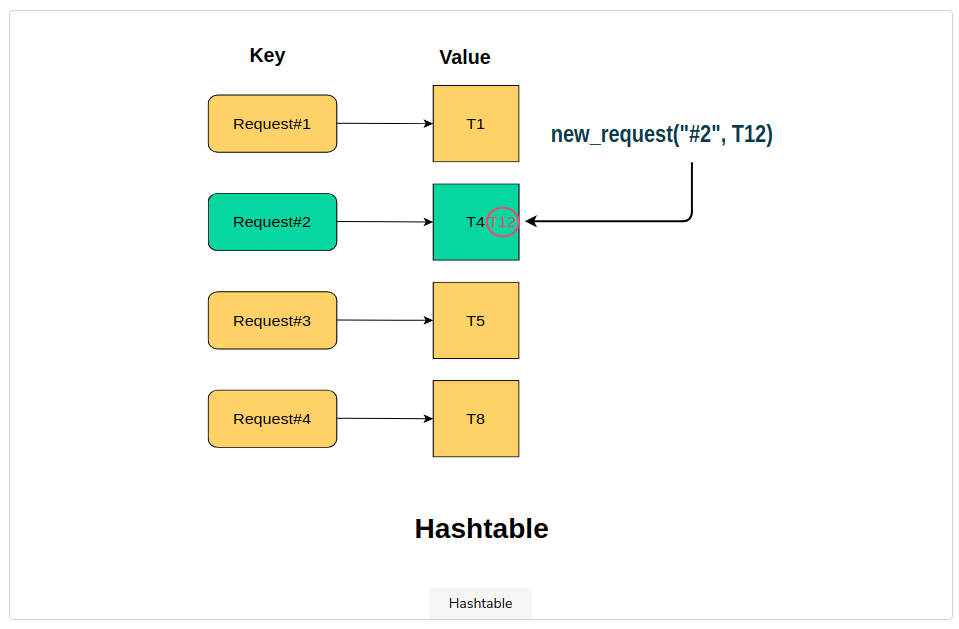 Key
Value
Request#1
T1
new_request("#2", T12)
Request#2
T4
T12
Request#3
T5
Request#4
T8
Hashtable
Hashtable